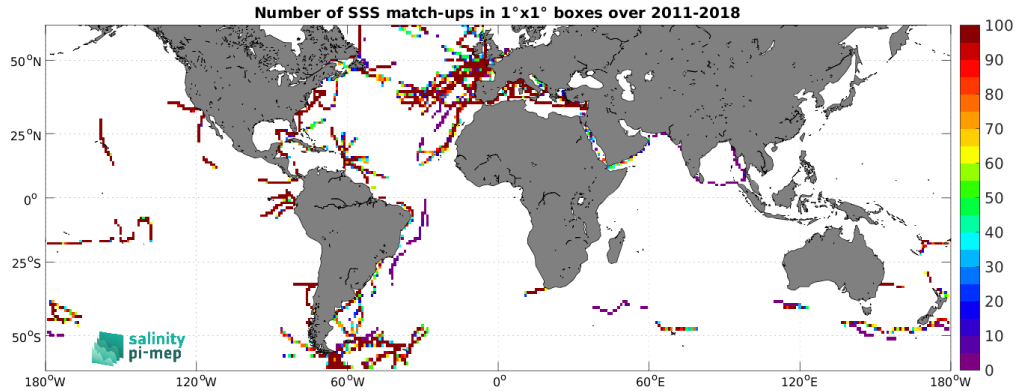 Number of SSS match-ups in 1°x1° boxes over 2011-2018
100
90
80
70
60
50
40
30
20
10
0
50°N
25°N
0°
25°S
50°S
salinity
pi-mep
180°W
120°W
60°W
0°
60°E
120°E
180°W